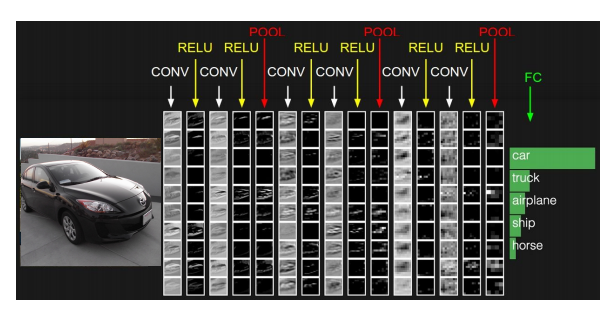 POOL POOL POOL
RELU RELU RELU RELU RELU RELU
CONV CONV CONV CONV CONV CONV
FC
car
truck
airplane
ship
horse